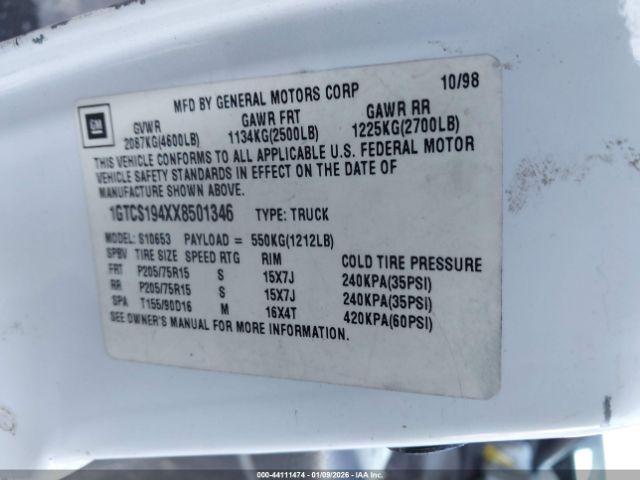 10/98
MFD BY GENERAL MOTORS CORP
GM
GVWR GAWR FRT GAWR RR
2087KG(4600LB) 1134KG(2500LB) 1225KG(2700LB)
THIS VEHICLE CONFORMS TO ALL APPLICABLE U.S. FEDERAL MOTOR
VEHICLE SAFETY STANDARDS IN EFFECT ON THE DATE OF
MANUFACTURE SHOWN ABOVE.
1GTCS194XX8501346 TYPE: TRUCK
MODEL: S10653 PAYLOAD = 550KG(1212LB)
SPBV TIRE SIZE SPEED RTG RIM COLD TIRE PRESSURE
FRT P205/75R15 S 15X7J 240KPA(35PSI)
RR P205/75R15 S 15X7J 240KPA(35PSI)
SPA T155/90D16 M 16X4T 420KPA(60PSI)
SEE OWNER'S MANUAL FOR MORE INFORMATION.
000-44111474 | 01/09/2026 - IAAI.COM